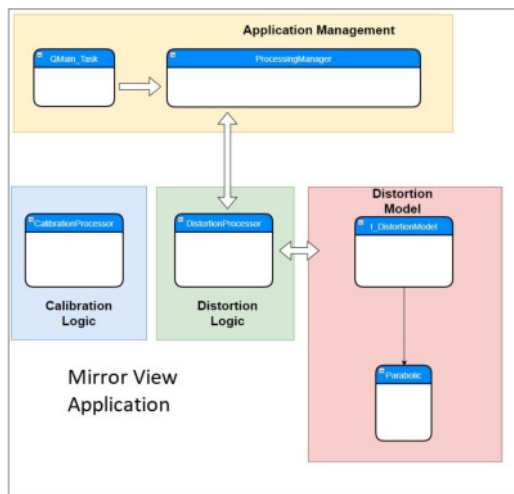 Application Management
QMain_Task
ProcessingManager
CalibrationProcessor
Calibration
Logic
DistortionProcessor
Distortion
Logic
Distortion
Model
I_DistortionModel
Parabolic
Mirror View
Application